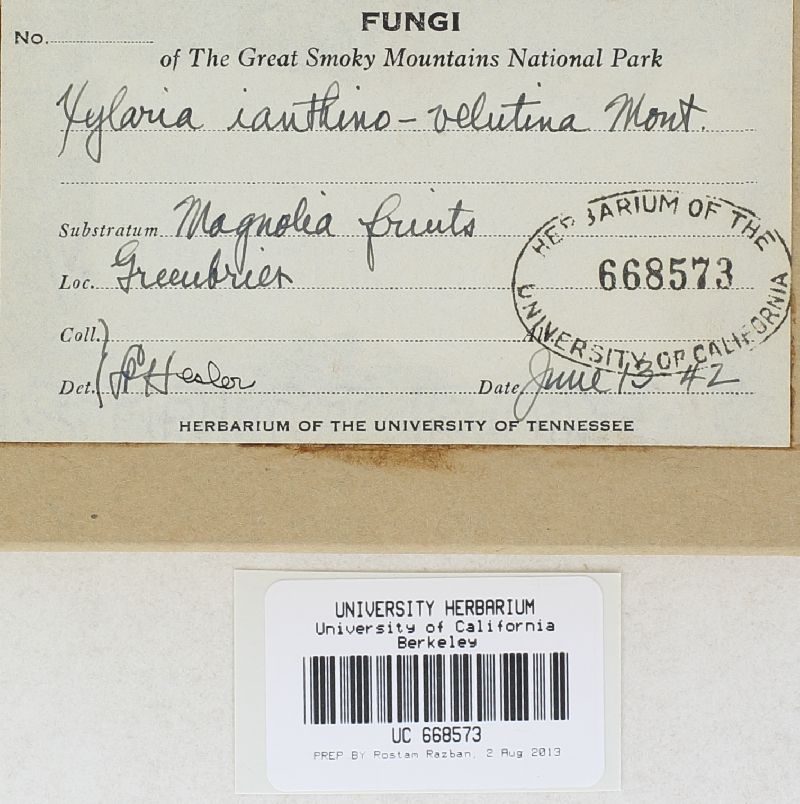 FUNGI
No.
of The Great Smoky Mountains National Park
Xylaria ianthino-velutina Mont.
Substratum Magnolia fruits
HERBARIUM OF THE
668573
UNIVERSITY OF CALIFORNIA
Loc. Greenbrier
Coll.
Det. Hesler
Date June 13 42
HERBARIUM OF THE UNIVERSITY OF TENNESSEE
UNIVERSITY HERBARIUM
University of California
Berkeley
UC 668573
PREP BY Rostam Razban, 2 Aug 2013